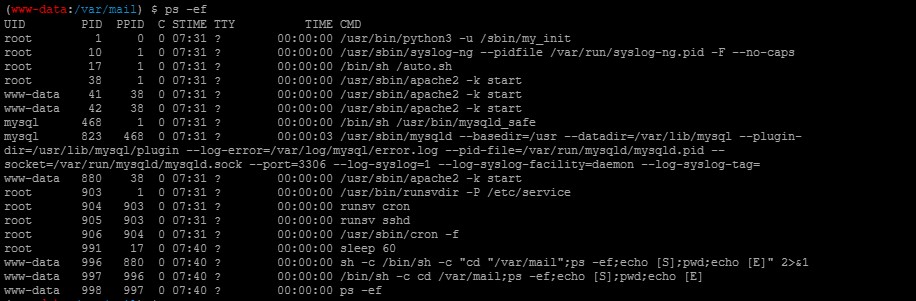 (www-data:/var/mail) $ ps -ef
UID        PID  PPID  C STIME TTY          TIME CMD
root         1     0  0 07:31 ?        00:00:00 /usr/bin/python3 -u /sbin/my_init
root        10     1  0 07:31 ?        00:00:00 /usr/sbin/syslog-ng --pidfile /var/run/syslog-ng.pid -F --no-caps
root        17     1  0 07:31 ?        00:00:00 /bin/sh /auto.sh
root        38     1  0 07:31 ?        00:00:00 /usr/sbin/apache2 -k start
www-data    41    38  0 07:31 ?        00:00:00 /usr/sbin/apache2 -k start
www-data    42    38  0 07:31 ?        00:00:00 /usr/sbin/apache2 -k start
mysql      468     1  0 07:31 ?        00:00:00 /bin/sh /usr/bin/mysqld_safe
mysql      823   468  0 07:31 ?        00:00:03 /usr/sbin/mysqld --basedir=/usr --datadir=/var/lib/mysql --plugin-
dir=/usr/lib/mysql/plugin --log-error=/var/log/mysql/error.log --pid-file=/var/run/mysqld/mysqld.pid --
socket=/var/run/mysqld/mysqld.sock --port=3306 --log-syslog=1 --log-syslog-facility=daemon --log-syslog-tag=
www-data   880    38  0 07:31 ?        00:00:00 /usr/sbin/apache2 -k start
root       903     1  0 07:31 ?        00:00:00 /usr/bin/runsvdir -P /etc/service
root       904   903  0 07:31 ?        00:00:00 runsv cron
root       905   903  0 07:31 ?        00:00:00 runsv sshd
root       906   904  0 07:31 ?        00:00:00 /usr/sbin/cron -f
root       991    17  0 07:40 ?        00:00:00 sleep 60
www-data   996   880  0 07:40 ?        00:00:00 sh -c /bin/sh -c "cd "/var/mail";ps -ef;echo [S];pwd;echo [E]" 2>&1
www-data   997   996  0 07:40 ?        00:00:00 /bin/sh -c cd /var/mail;ps -ef;echo [S];pwd;echo [E]
www-data   998   997  0 07:40 ?        00:00:00 ps -ef